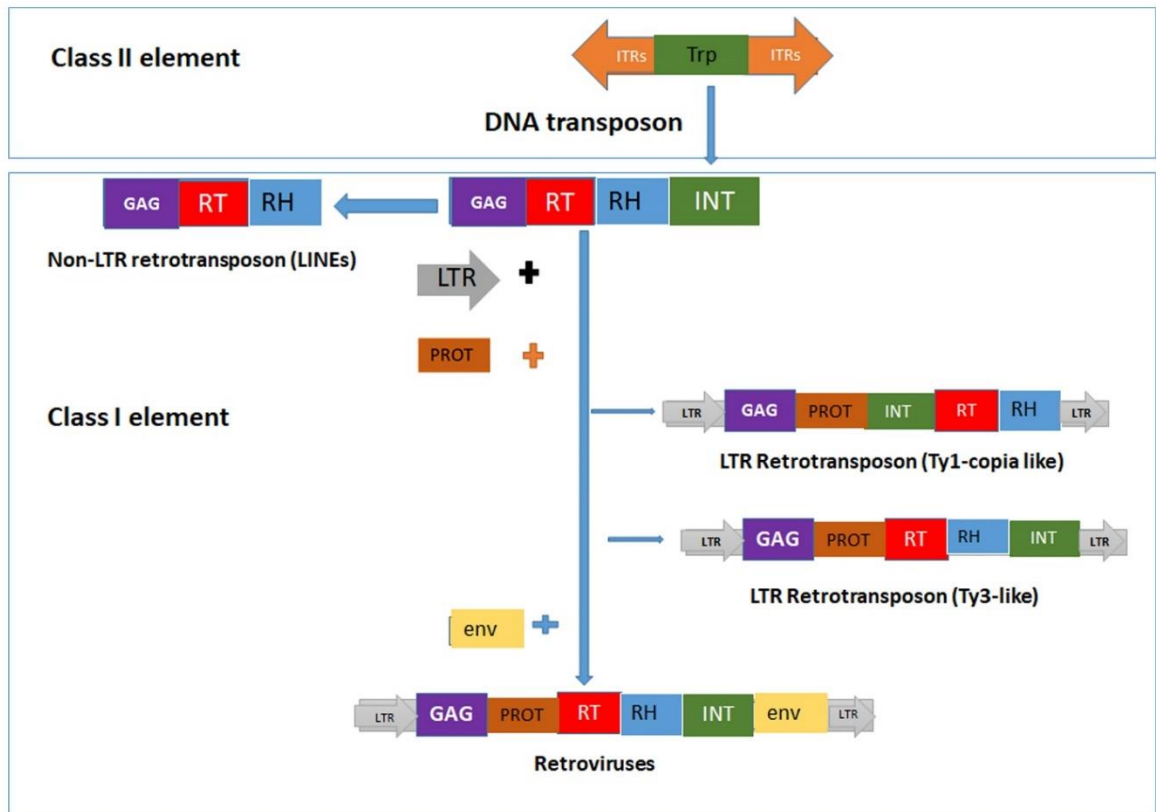 Class II element
ITRs Trp ITRs
DNA transposon
GAG RT RH
GAG RT RH INT
Non-LTR retrotransposon (LINEs)
LTR
PROT
Class I element
LTR GAG PROT INT RT RH LTR
LTR Retrotransposon (Ty1-copia like)
LTR GAG PROT RT RH INT LTR
LTR Retrotransposon (Ty3-like)
env
LTR GAG PROT RT RH INT env LTR
Retroviruses